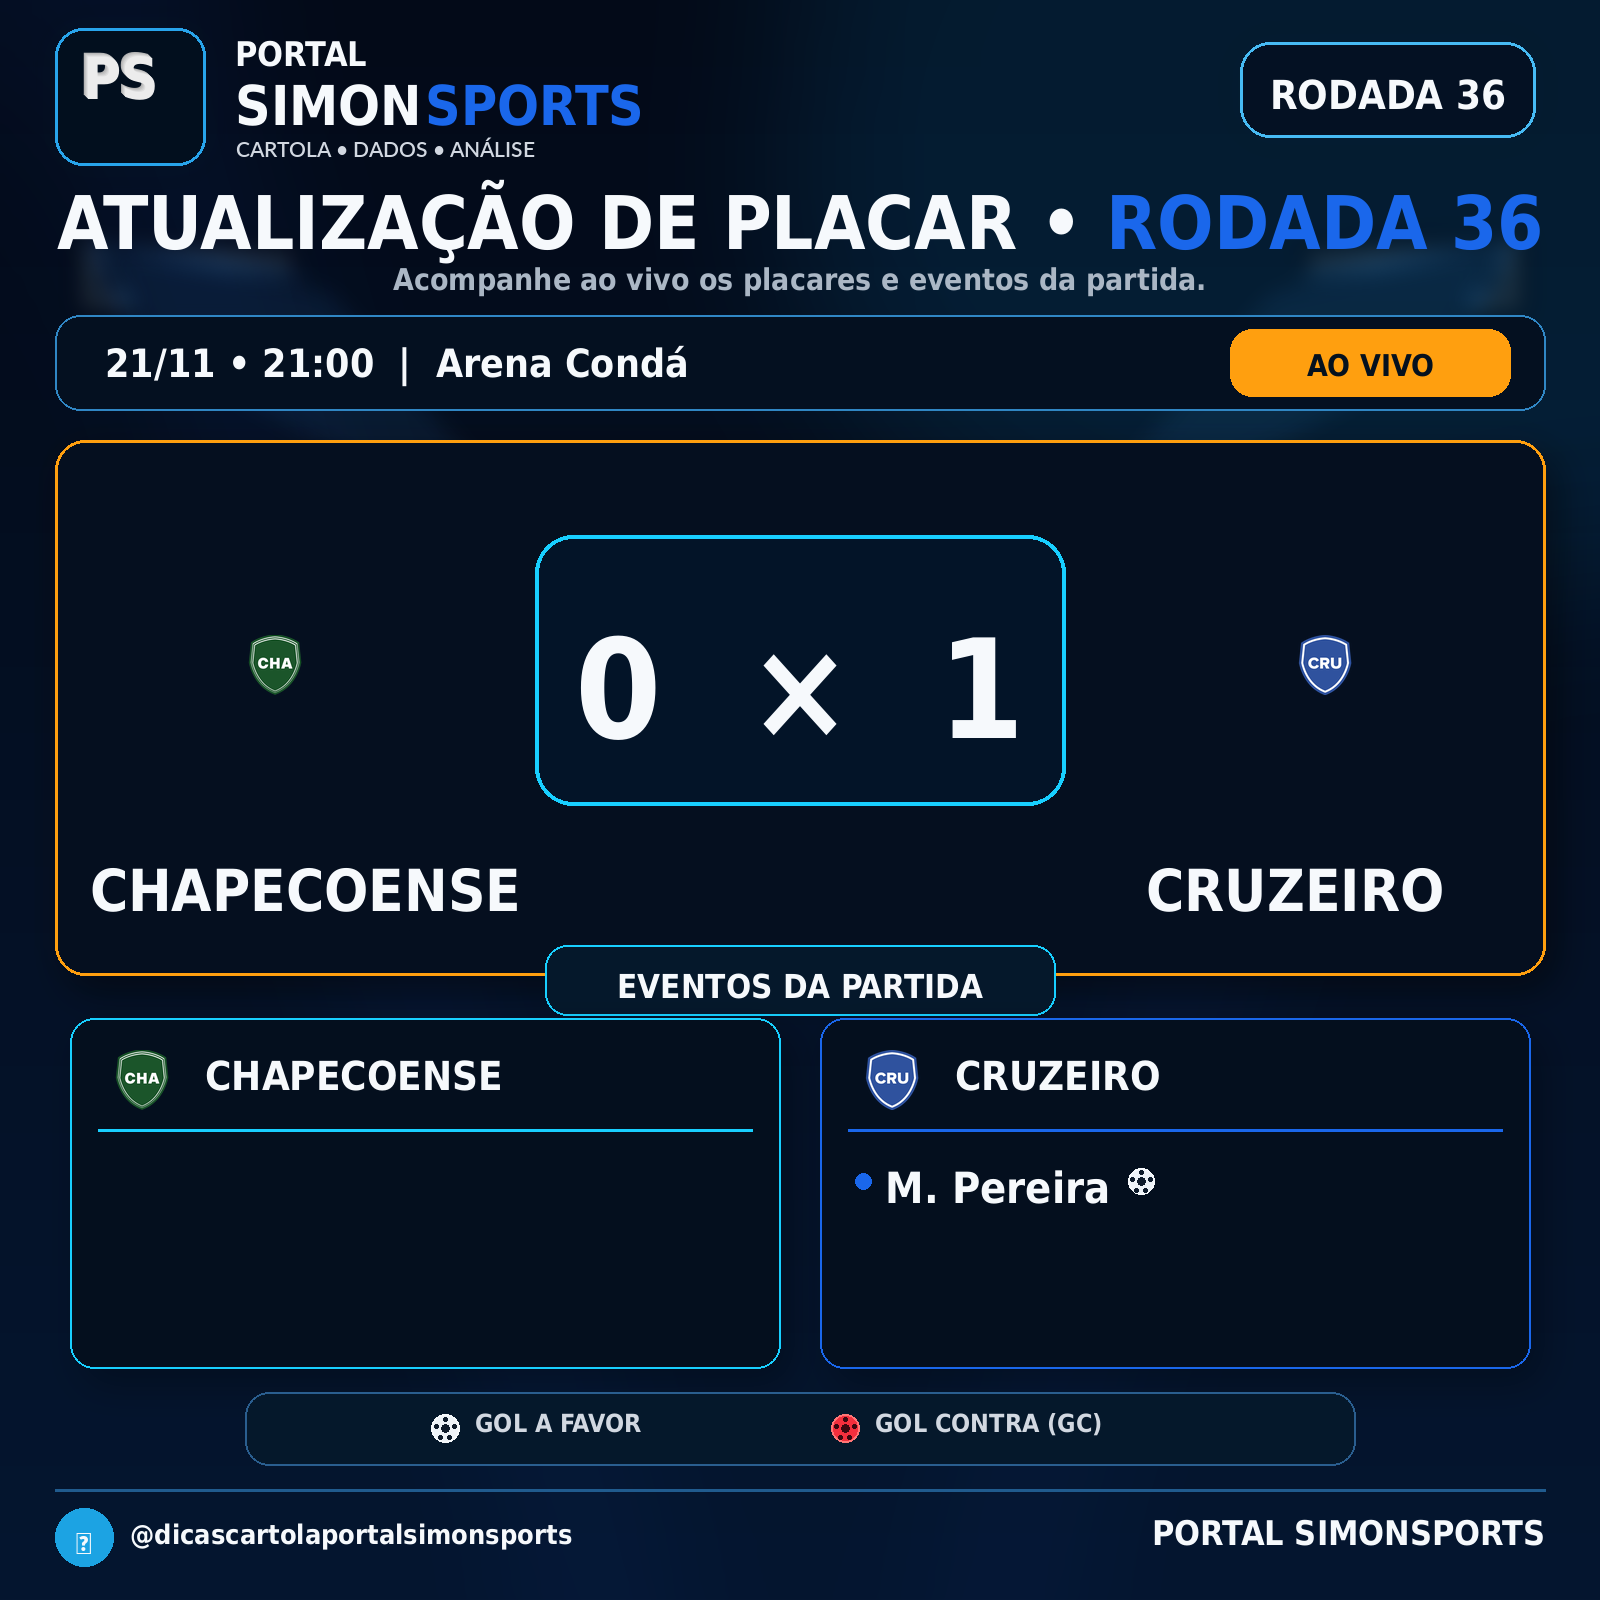 PS
PORTAL
SIMONSPORTS
CARTOLA • DADOS • ANÁLISE
RODADA 36
ATUALIZAÇÃO DE PLACAR • RODADA 36
Acompanhe ao vivo os placares e eventos da partida.
21/11 • 21:00 | Arena Condá
AO VIVO
CHA
0 × 1
CRU
CHAPECOENSE
CRUZEIRO
EVENTOS DA PARTIDA
CHA
CHAPECOENSE
CRU
CRUZEIRO
M. Pereira
GOL A FAVOR
GOL CONTRA (GC)
@dicascartolaportalsimonsports
PORTAL SIMONSPORTS